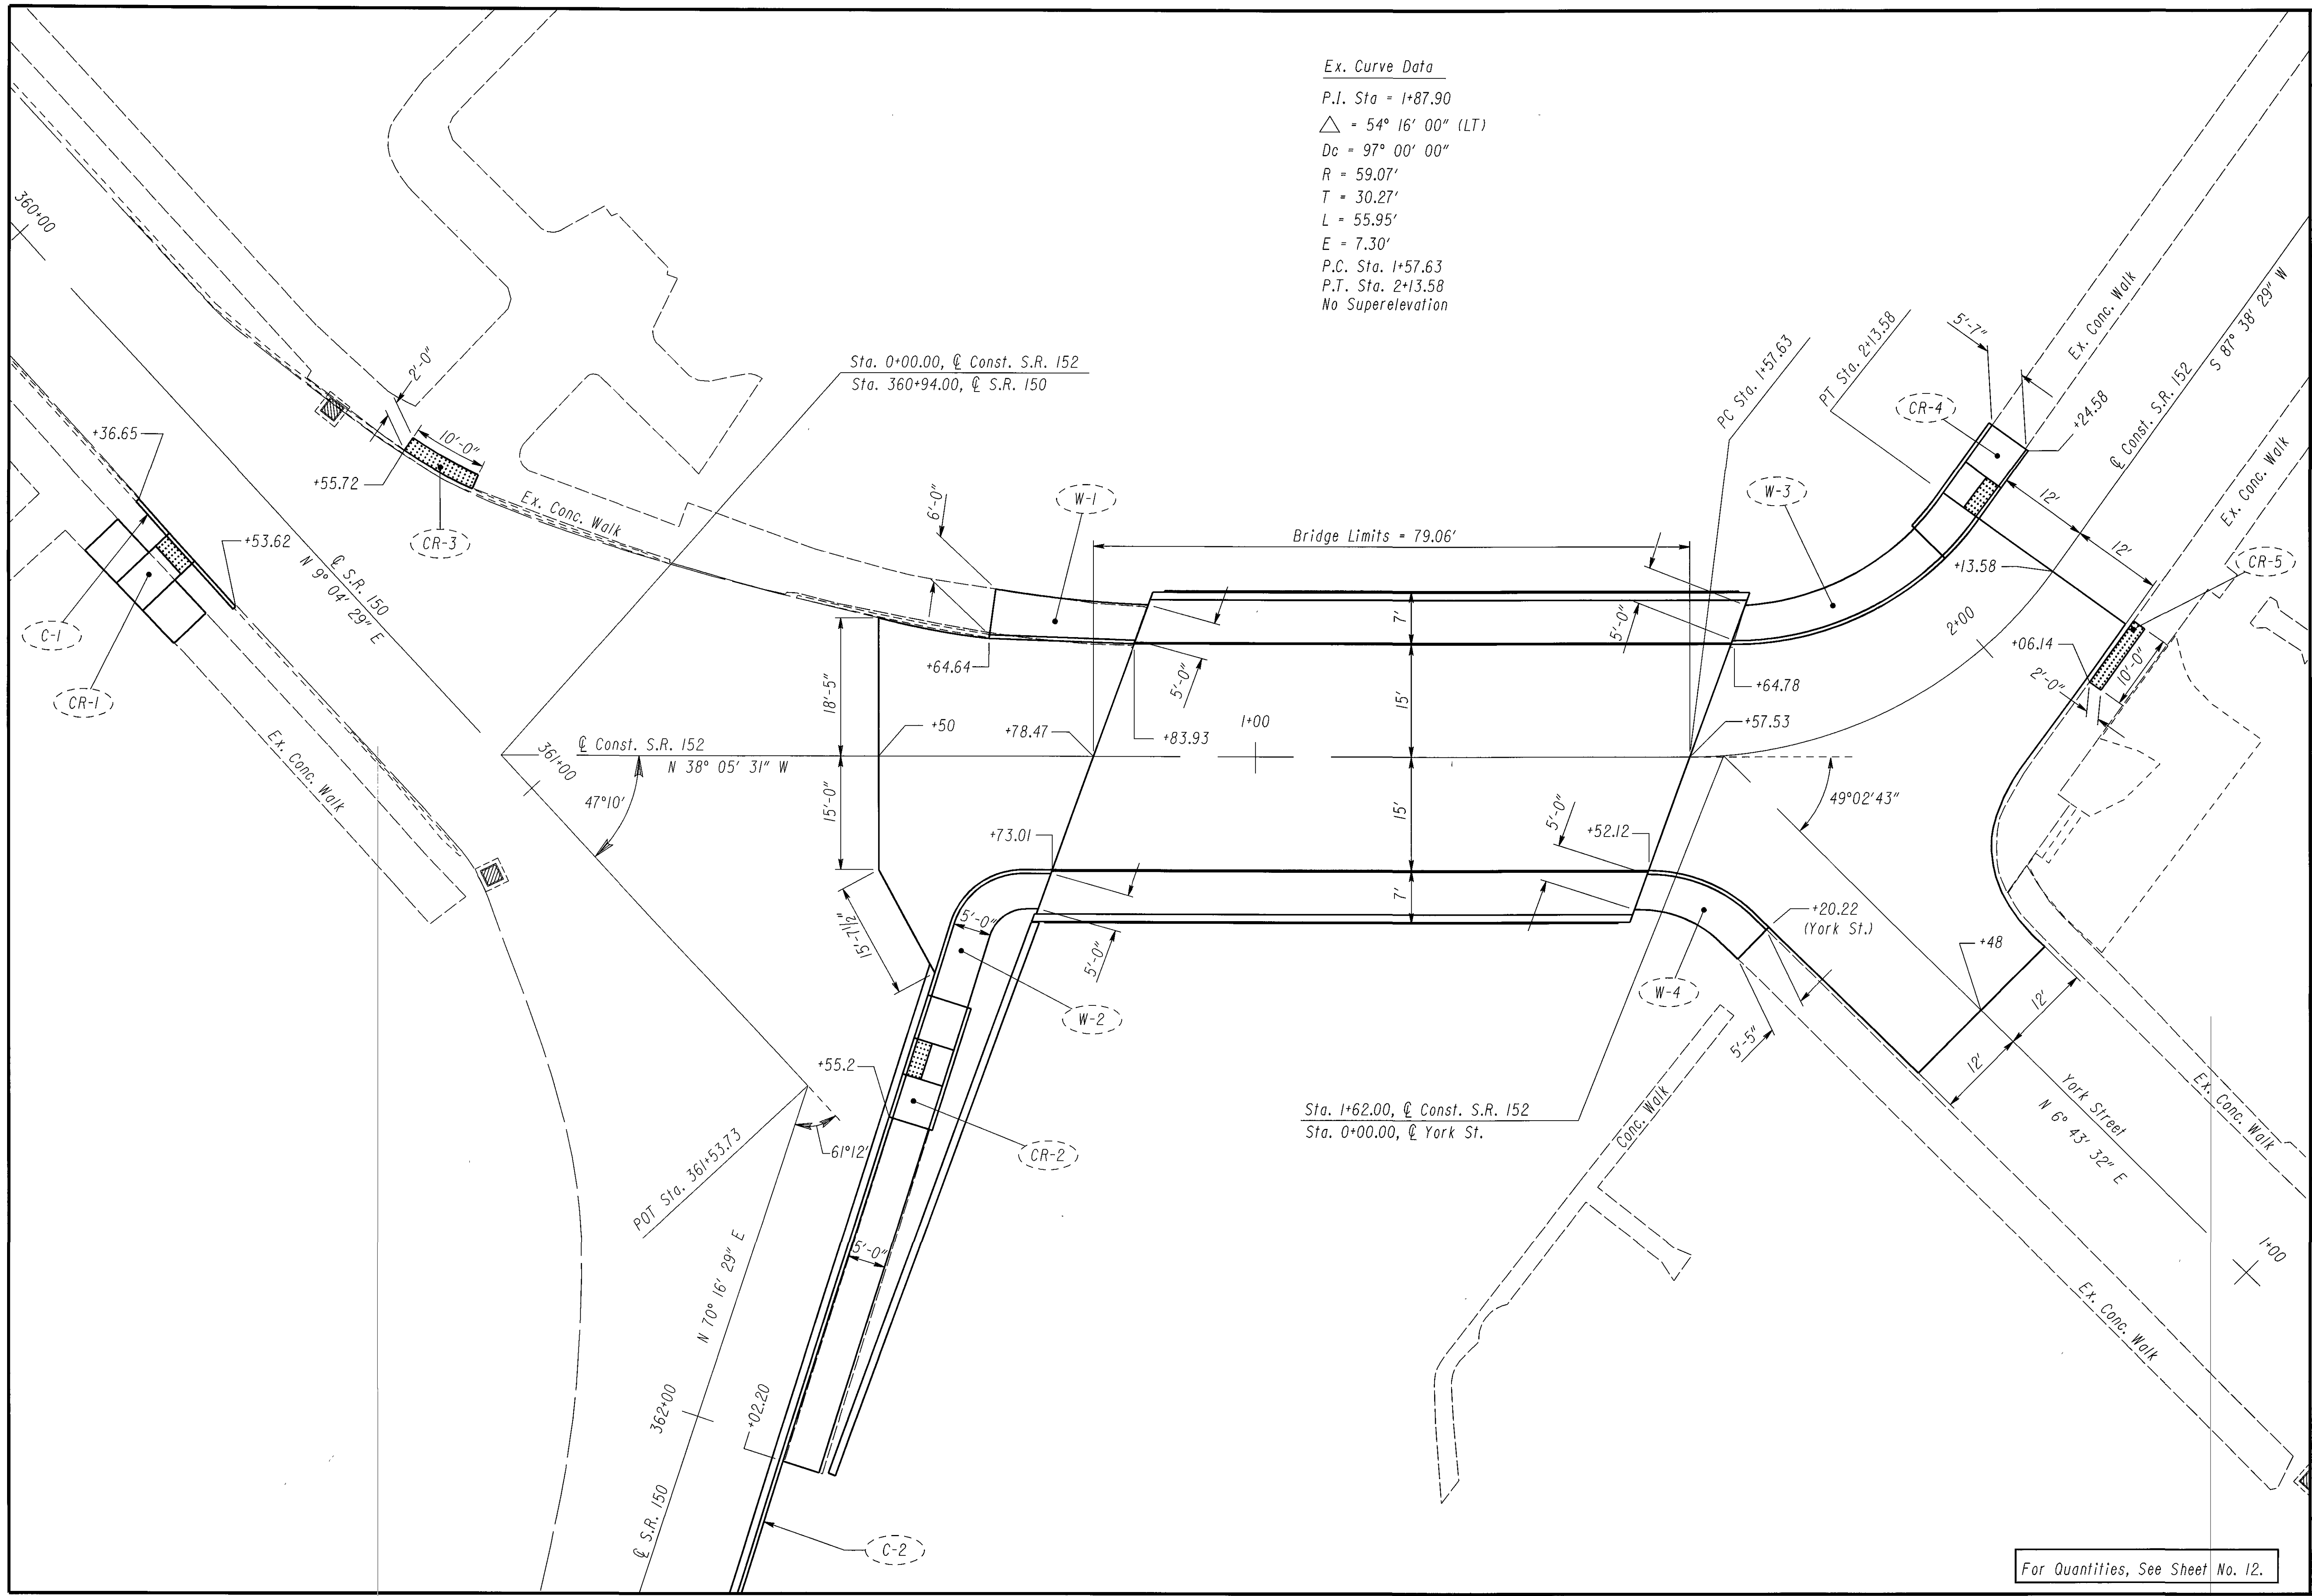 Ex. Curve Data
P.I. Sta = 1+87.90
△ = 54° 16' 00" (LT)
Dc = 97° 00' 00"
R = 59.07'
T = 30.27'
L = 55.95'
E = 7.30'
P.C. Sta. 1+57.63
P.T. Sta. 2+13.58
No Superelevation
360+00
+36.65
+53.62
C-1
CR-1
℄ S.R. 150
N 9° 04' 29" E
Ex. Conc. Walk
2'-0"
10'-0"
+55.72
CR-3
Ex. Conc. Walk
Sta. 0+00.00, ℄ Const. S.R. 152
Sta. 360+94.00, ℄ S.R. 150
6'-0"
W-1
Bridge Limits = 79.06'
PC Sta. 1+57.63
PT Sta. 2+13.58
W-3
5'-7"
CR-4
Ex. Conc. Walk
+24.58
℄ Const. S.R. 152
S 87° 38' 29" W
Ex. Conc. Walk
12'
12'
+13.58
CR-5
2+00
+06.14
2'-0"
10'-0"
+64.64
5'-0"
7'
5'-0"
+64.78
18'-5"
+50
+78.47
+83.93
1+00
15'
+57.53
361+00
℄ Const. S.R. 152
N 38° 05' 31" W
47°10'
15'-0"
15'
49°02'43"
+73.01
5'-0"
+52.12
15'-7 1/2"
5'-0"
5'-0"
7'
+20.22
(York St.)
+48
W-2
W-4
5'-5"
12'
12'
+55.2
CR-2
61°12'
POT Sta. 361+53.73
Sta. 1+62.00, ℄ Const. S.R. 152
Sta. 0+00.00, ℄ York St.
Conc. Walk
York Street
N 6° 43' 32" E
Ex. Conc. Walk
Ex. Conc. Walk
1+00
5'-0"
N 70° 16' 29" E
362+00
+02.20
℄ S.R. 150
C-2
For Quantities, See Sheet No. 12.